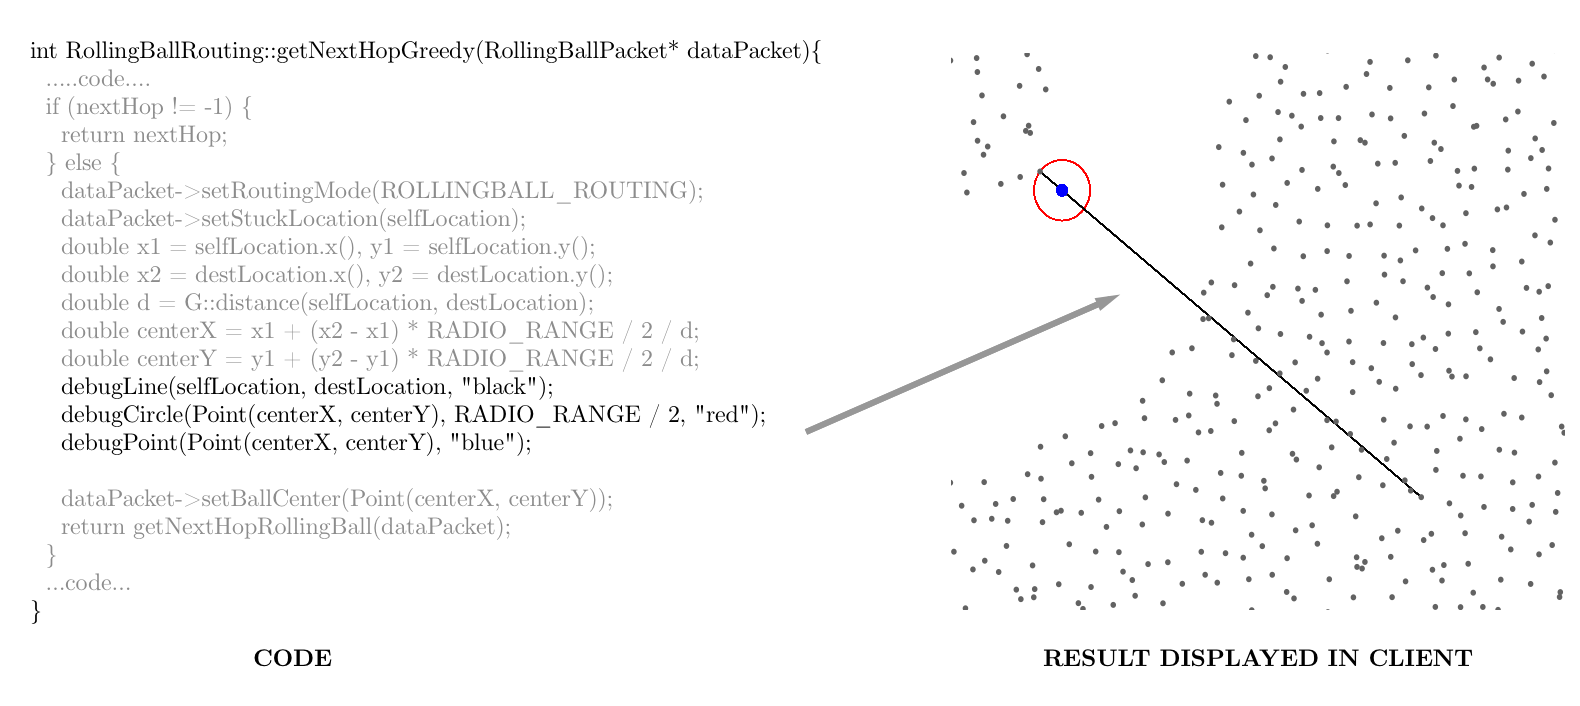 int RollingBallRouting::getNextHopGreedy(RollingBallPacket* dataPacket){
.....code....
if (nextHop != -1) {
return nextHop;
} else {
dataPacket->setRoutingMode(ROLLINGBALL_ROUTING);
dataPacket->setStuckLocation(selfLocation);
double x1 = selfLocation.x(), y1 = selfLocation.y();
double x2 = destLocation.x(), y2 = destLocation.y();
double d = G::distance(selfLocation, destLocation);
double centerX = x1 + (x2 - x1) * RADIO_RANGE / 2 / d;
double centerY = y1 + (y2 - y1) * RADIO_RANGE / 2 / d;
debugLine(selfLocation, destLocation, "black");
debugCircle(Point(centerX, centerY), RADIO_RANGE / 2, "red");
debugPoint(Point(centerX, centerY), "blue");
dataPacket->setBallCenter(Point(centerX, centerY));
return getNextHopRollingBall(dataPacket);
}
...code...
}
CODE
RESULT DISPLAYED IN CLIENT